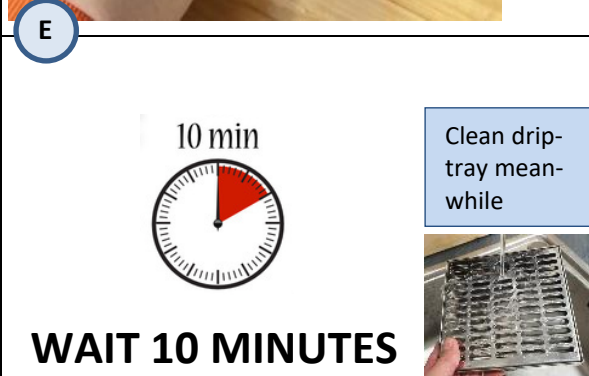 E
10 min
Clean drip-
tray mean-
while
WAIT 10 MINUTES